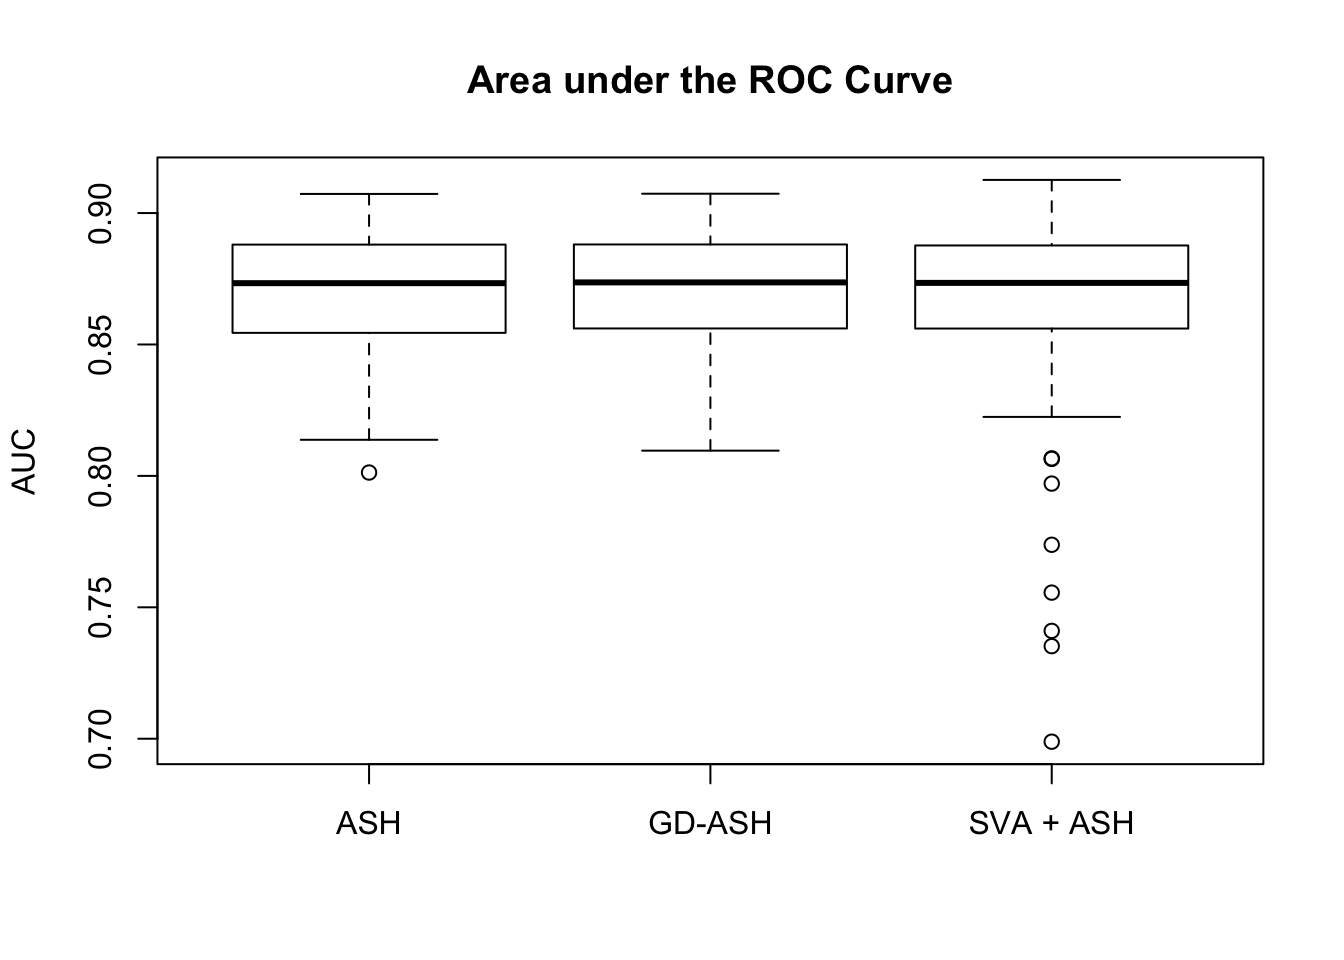 Area under the ROC Curve
AUC
0.90
0.85
0.80
0.75
0.70
ASH GD-ASH SVA + ASH